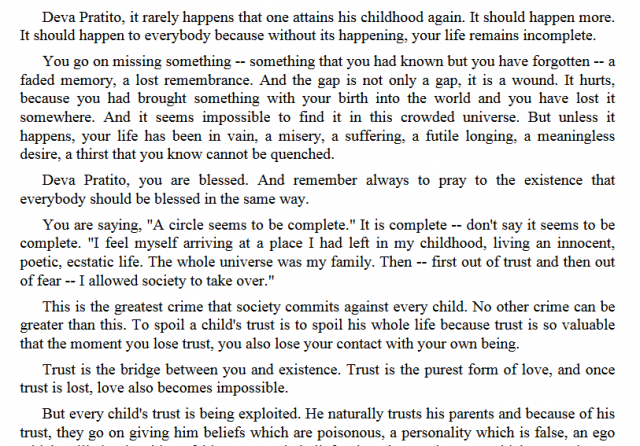 Deva Pratito, it rarely happens that one attains his childhood again. It should happen more.
It should happen to everybody because without its happening, your life remains incomplete.
You go on missing something -- something that you had known but you have forgotten -- a
faded memory, a lost remembrance. And the gap is not only a gap, it is a wound. It hurts,
because you had brought something with your birth into the world and you have lost it
somewhere. And it seems impossible to find it in this crowded universe. But unless it
happens, your life has been in vain, a misery, a suffering, a futile longing, a meaningless
desire, a thirst that you know cannot be quenched.
Deva Pratito, you are blessed. And remember always to pray to the existence that
everybody should be blessed in the same way.
You are saying, "A circle seems to be complete." It is complete -- don't say it seems to be
complete. "I feel myself arriving at a place I had left in my childhood, living an innocent,
poetic, ecstatic life. The whole universe was my family. Then -- first out of trust and then out
of fear -- I allowed society to take over."
This is the greatest crime that society commits against every child. No other crime can be
greater than this. To spoil a child's trust is to spoil his whole life because trust is so valuable
that the moment you lose trust, you also lose your contact with your own being.
Trust is the bridge between you and existence. Trust is the purest form of love, and once
trust is lost, love also becomes impossible.
But every child's trust is being exploited. He naturally trusts his parents and because of his
trust, they go on giving him beliefs which are poisonous, a personality which is false, an ego